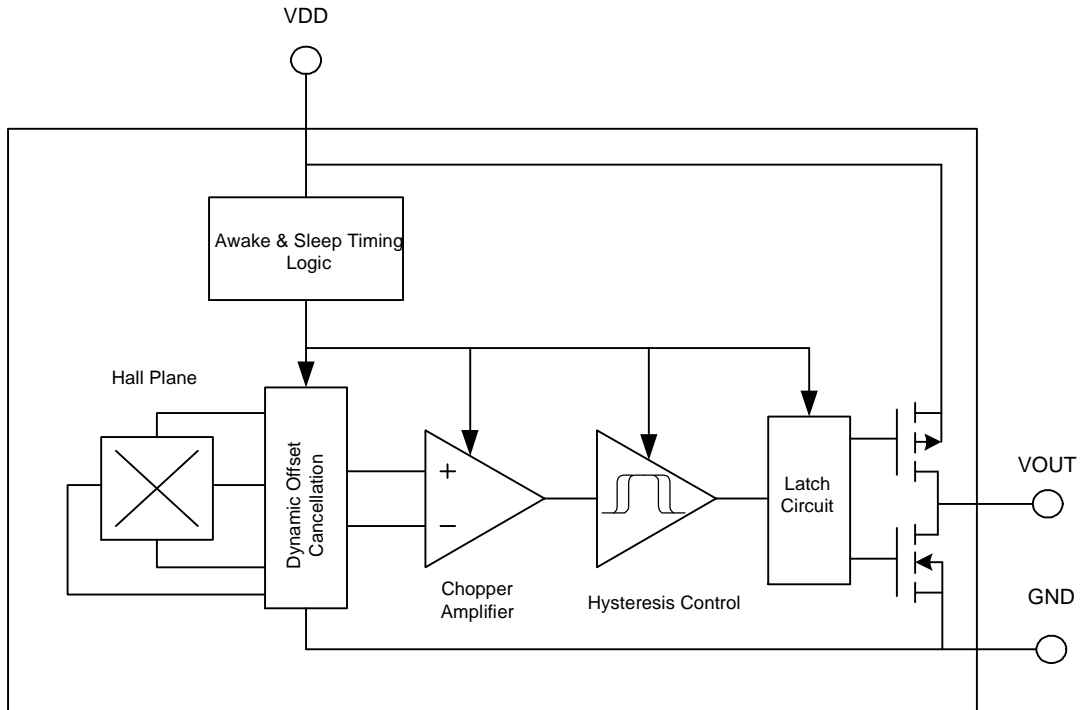 VDD
Awake & Sleep Timing
Logic
Hall Plane
Dynamic Offset
Cancellation
+
−
Chopper
Amplifier
Hysteresis Control
Latch
Circuit
VOUT
GND